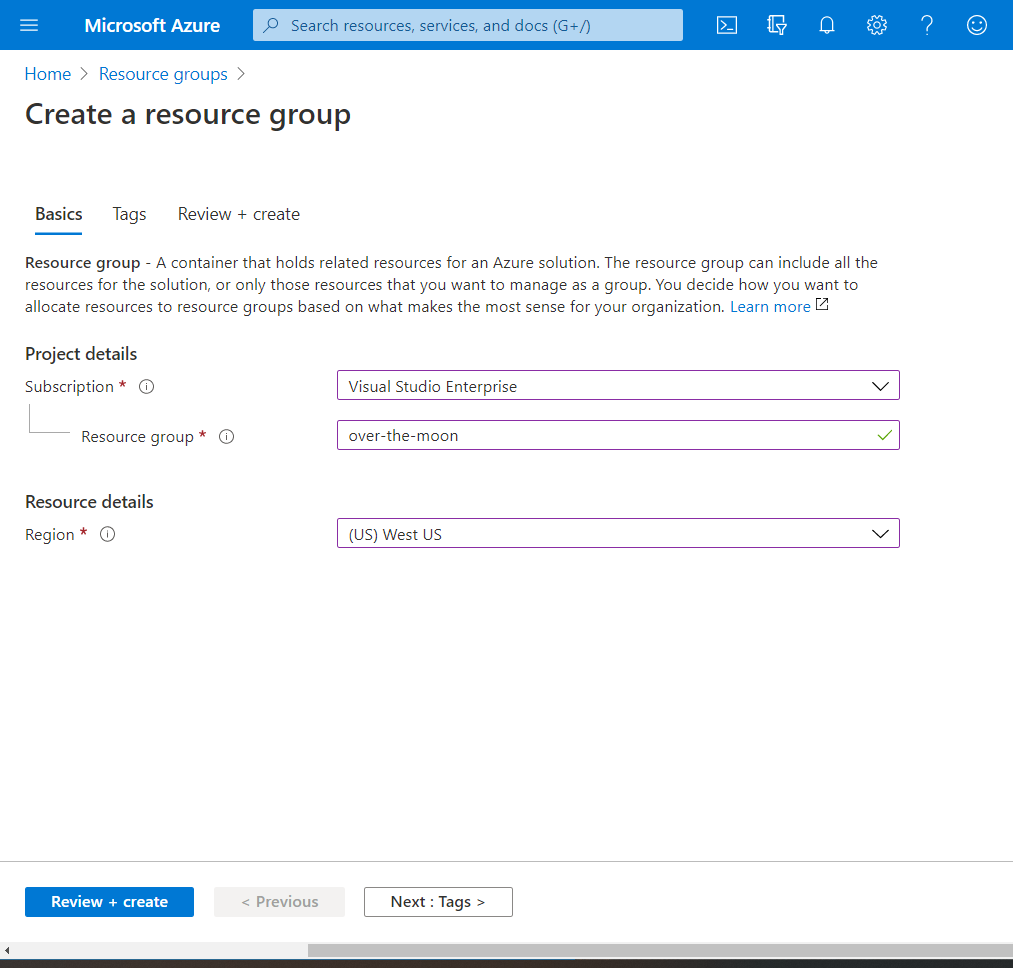 Microsoft Azure
Search resources, services, and docs (G+/)
Home > Resource groups >
Create a resource group
Basics Tags Review + create
Resource group - A container that holds related resources for an Azure solution. The resource group can include all the
resources for the solution, or only those resources that you want to manage as a group. You decide how you want to
allocate resources to resource groups based on what makes the most sense for your organization. Learn more
Project details
Subscription * Visual Studio Enterprise
Resource group * over-the-moon
Resource details
Region * (US) West US
Review + create < Previous Next : Tags >